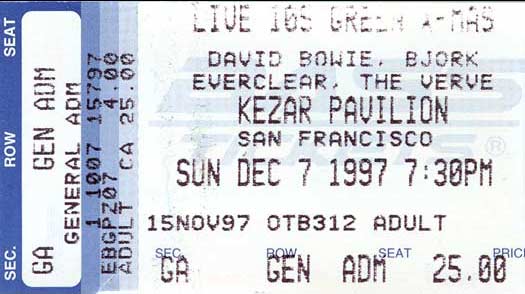 LIVE 105 GREEN X-MAS
DAVID BOWIE, BJORK
EVERCLEAR, THE VERVE
KEZAR PAVILION
SAN FRANCISCO
SUN DEC 7 1997 7:30PM
15NOV97 OTB312 ADULT
SEC. ROW SEAT PRICE
GA GEN ADM 25.00
SEC. ROW SEAT
GA GEN ADM
GENERAL ADM
1 1007 15797
EBGPZ07 4.00
ADULT CA 25.00
TICKETS®